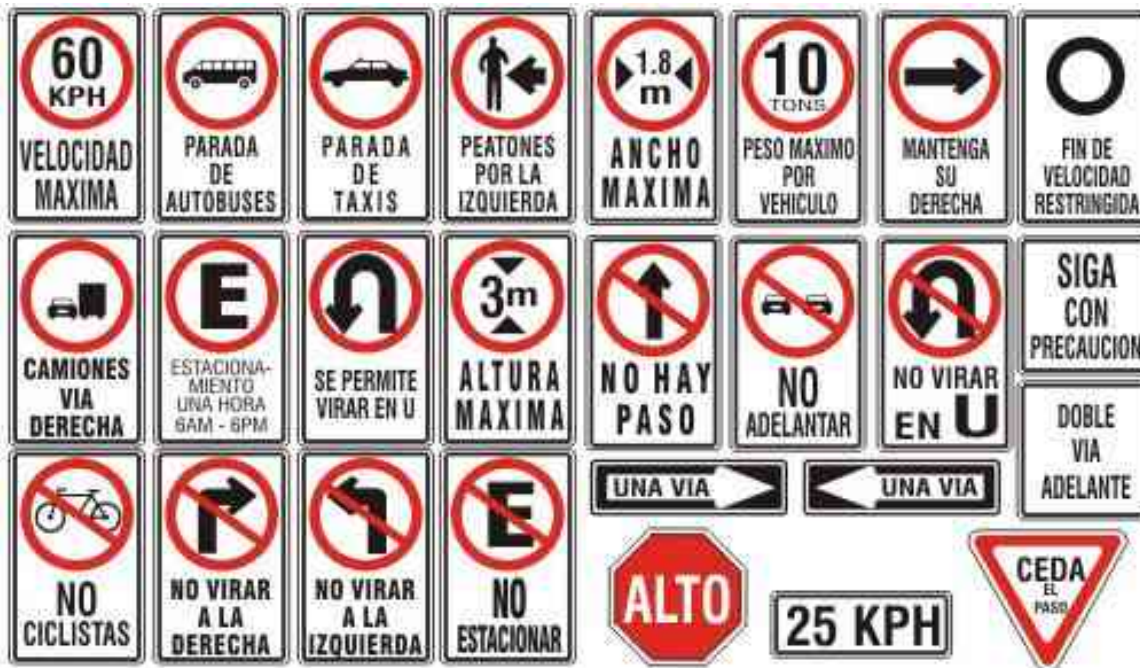 60
KPH
VELOCIDAD
MAXIMA
PARADA
DE
AUTOBUSES
PARADA
DE
TAXIS
PEATONES
POR LA
IZQUIERDA
1.8
m
ANCHO
MAXIMA
10
TONS
PESO MAXIMO
POR
VEHICULO
MANTENGA
SU
DERECHA
FIN DE
VELOCIDAD
RESTRINGIDA
CAMIONES
VIA
DERECHA
E
ESTACIONA-
MIENTO
UNA HORA
6AM - 6PM
SE PERMITE
VIRAR EN U
3m
ALTURA
MAXIMA
NO HAY
PASO
NO
ADELANTAR
NO VIRAR
EN U
SIGA
CON
PRECAUCION
DOBLE
VIA
ADELANTE
NO
CICLISTAS
NO VIRAR
A LA
DERECHA
NO VIRAR
A LA
IZQUIERDA
E
NO
ESTACIONAR
UNA VIA
UNA VIA
ALTO
25 KPH
CEDA
EL
PASO